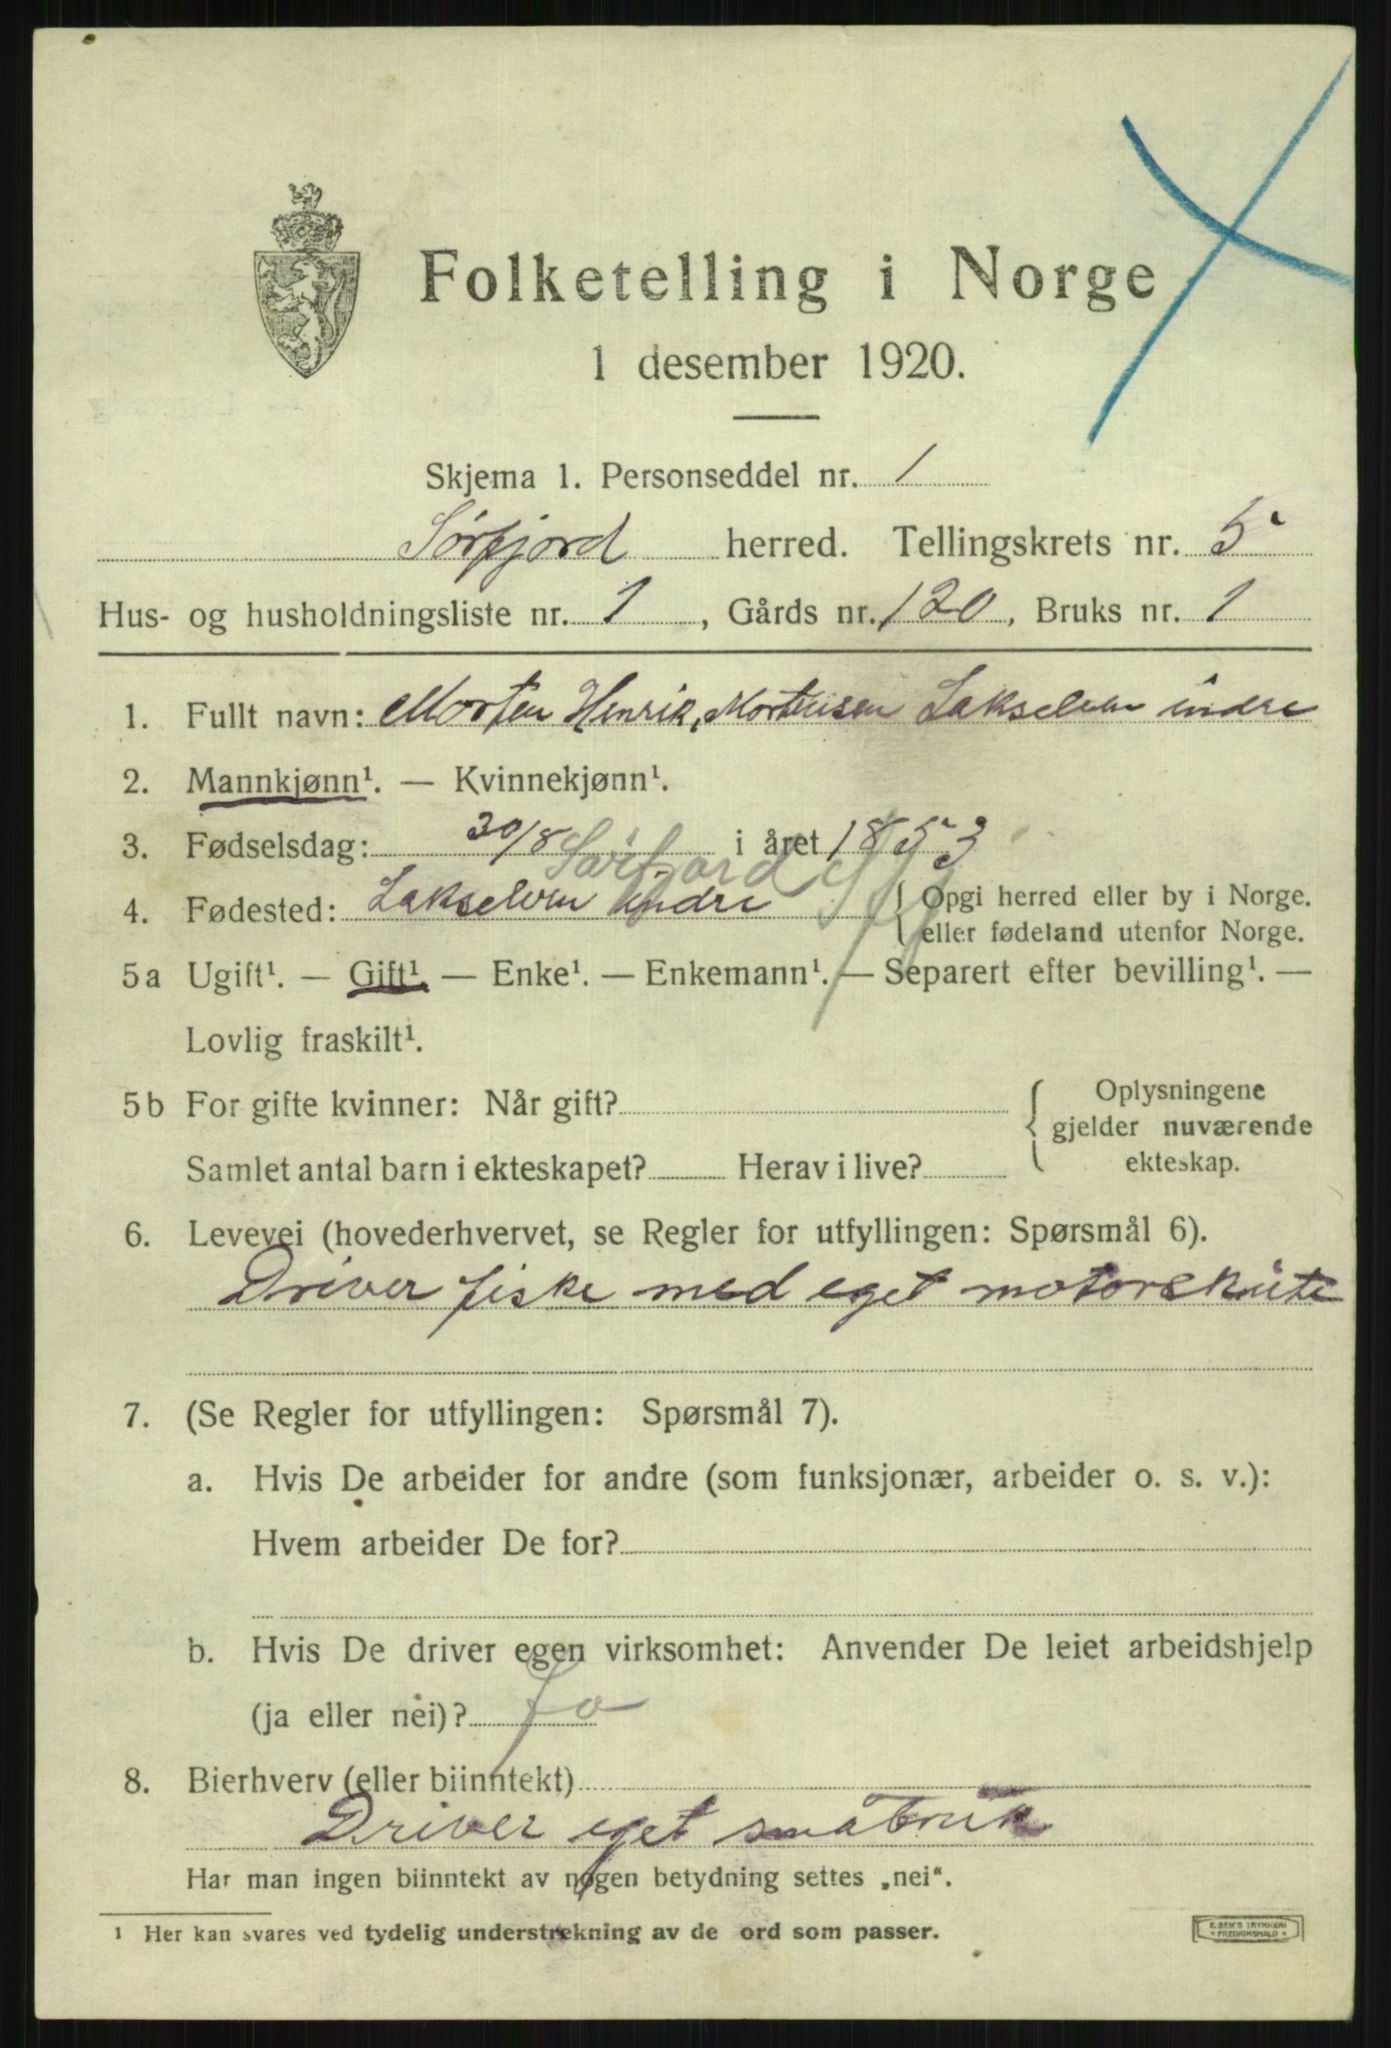 Folketelling i Norge
1 desember 1920.
Skjema 1. Personseddel nr. 1
Sørfjord herred. Tellingskrets nr. 5
Hus- og husholdningsliste nr. 1, Gårds nr. 120, Bruks nr. 1
1. Fullt navn: Morten Henrik Mortensen Lakselven indre
2. Mannkjønn¹. — Kvinnekjønn¹.
3. Fødselsdag: 30/8 i året 1853
Sørfjord
4. Fødested: Lakselven Indre { Opgi herred eller by i Norge.
{ eller fødeland utenfor Norge.
5a Ugift¹. — Gift¹. — Enke¹. — Enkemann¹. — Separert efter bevilling¹. —
Lovlig fraskilt¹.
5b For gifte kvinner: Når gift? { Oplysningene
gjelder nuværende
Samlet antal barn i ekteskapet? Herav i live? ekteskap.
6. Levevei (hovederhvervet, se Regler for utfyllingen: Spørsmål 6).
Driver fiske med eget motorskuite
7. (Se Regler for utfyllingen: Spørsmål 7).
a. Hvis De arbeider for andre (som funksjonær, arbeider o. s. v.):
Hvem arbeider De for?
b. Hvis De driver egen virksomhet: Anvender De leiet arbeidshjelp
(ja eller nei)? Ja
8. Bierhverv (eller biinntekt)
Driver eget småbruk
Har man ingen biinntekt av nogen betydning settes „nei“.
¹ Her kan svares ved tydelig understrekning av de ord som passer.
E. SEM'S TRYKKERI
FREDRIKSHALD